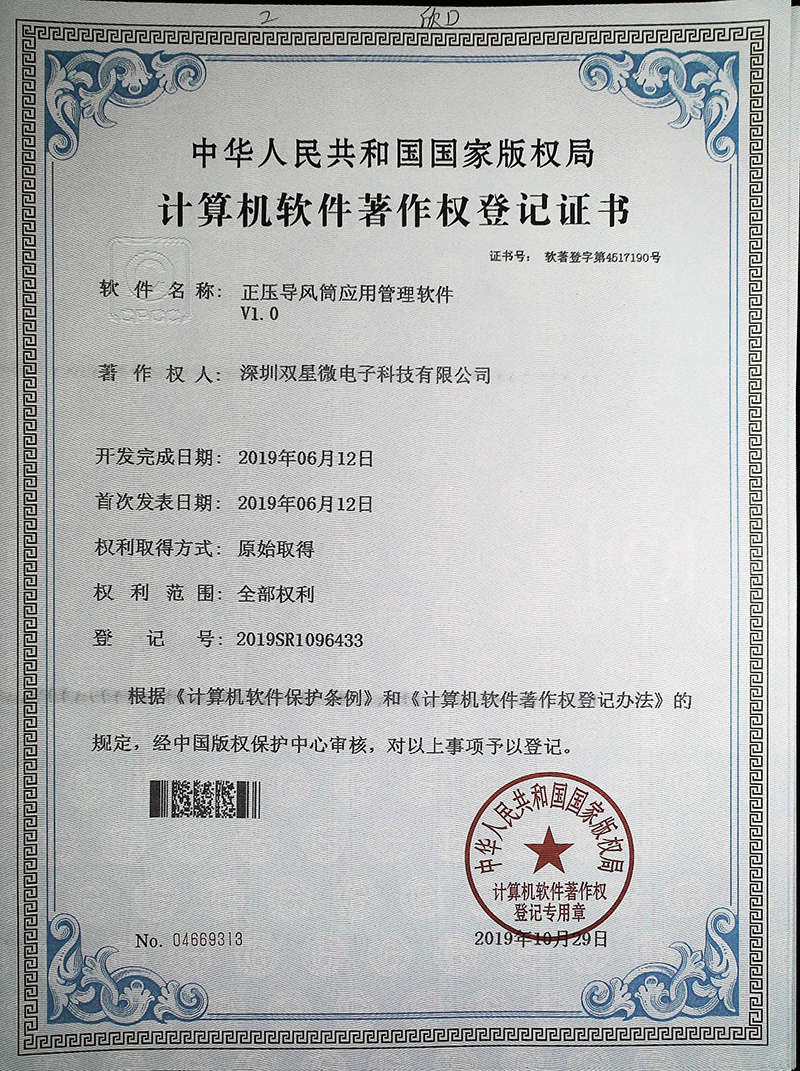 2
中华人民共和国国家版权局
计算机软件著作权登记证书
证书号： 软著登字第4517190号
CPCC
软件名称： 正压导风筒应用管理软件
V1.0
著作权人： 深圳双星微电子科技有限公司
开发完成日期： 2019年06月12日
首次发表日期： 2019年06月12日
权利取得方式： 原始取得
权利范围： 全部权利
登记号： 2019SR1096433
根据《计算机软件保护条例》和《计算机软件著作权登记办法》的
规定，经中国版权保护中心审核，对以上事项予以登记。
中华人民共和国国家版权局
计算机软件著作权
登记专用章
No. 04669313
2019年10月29日